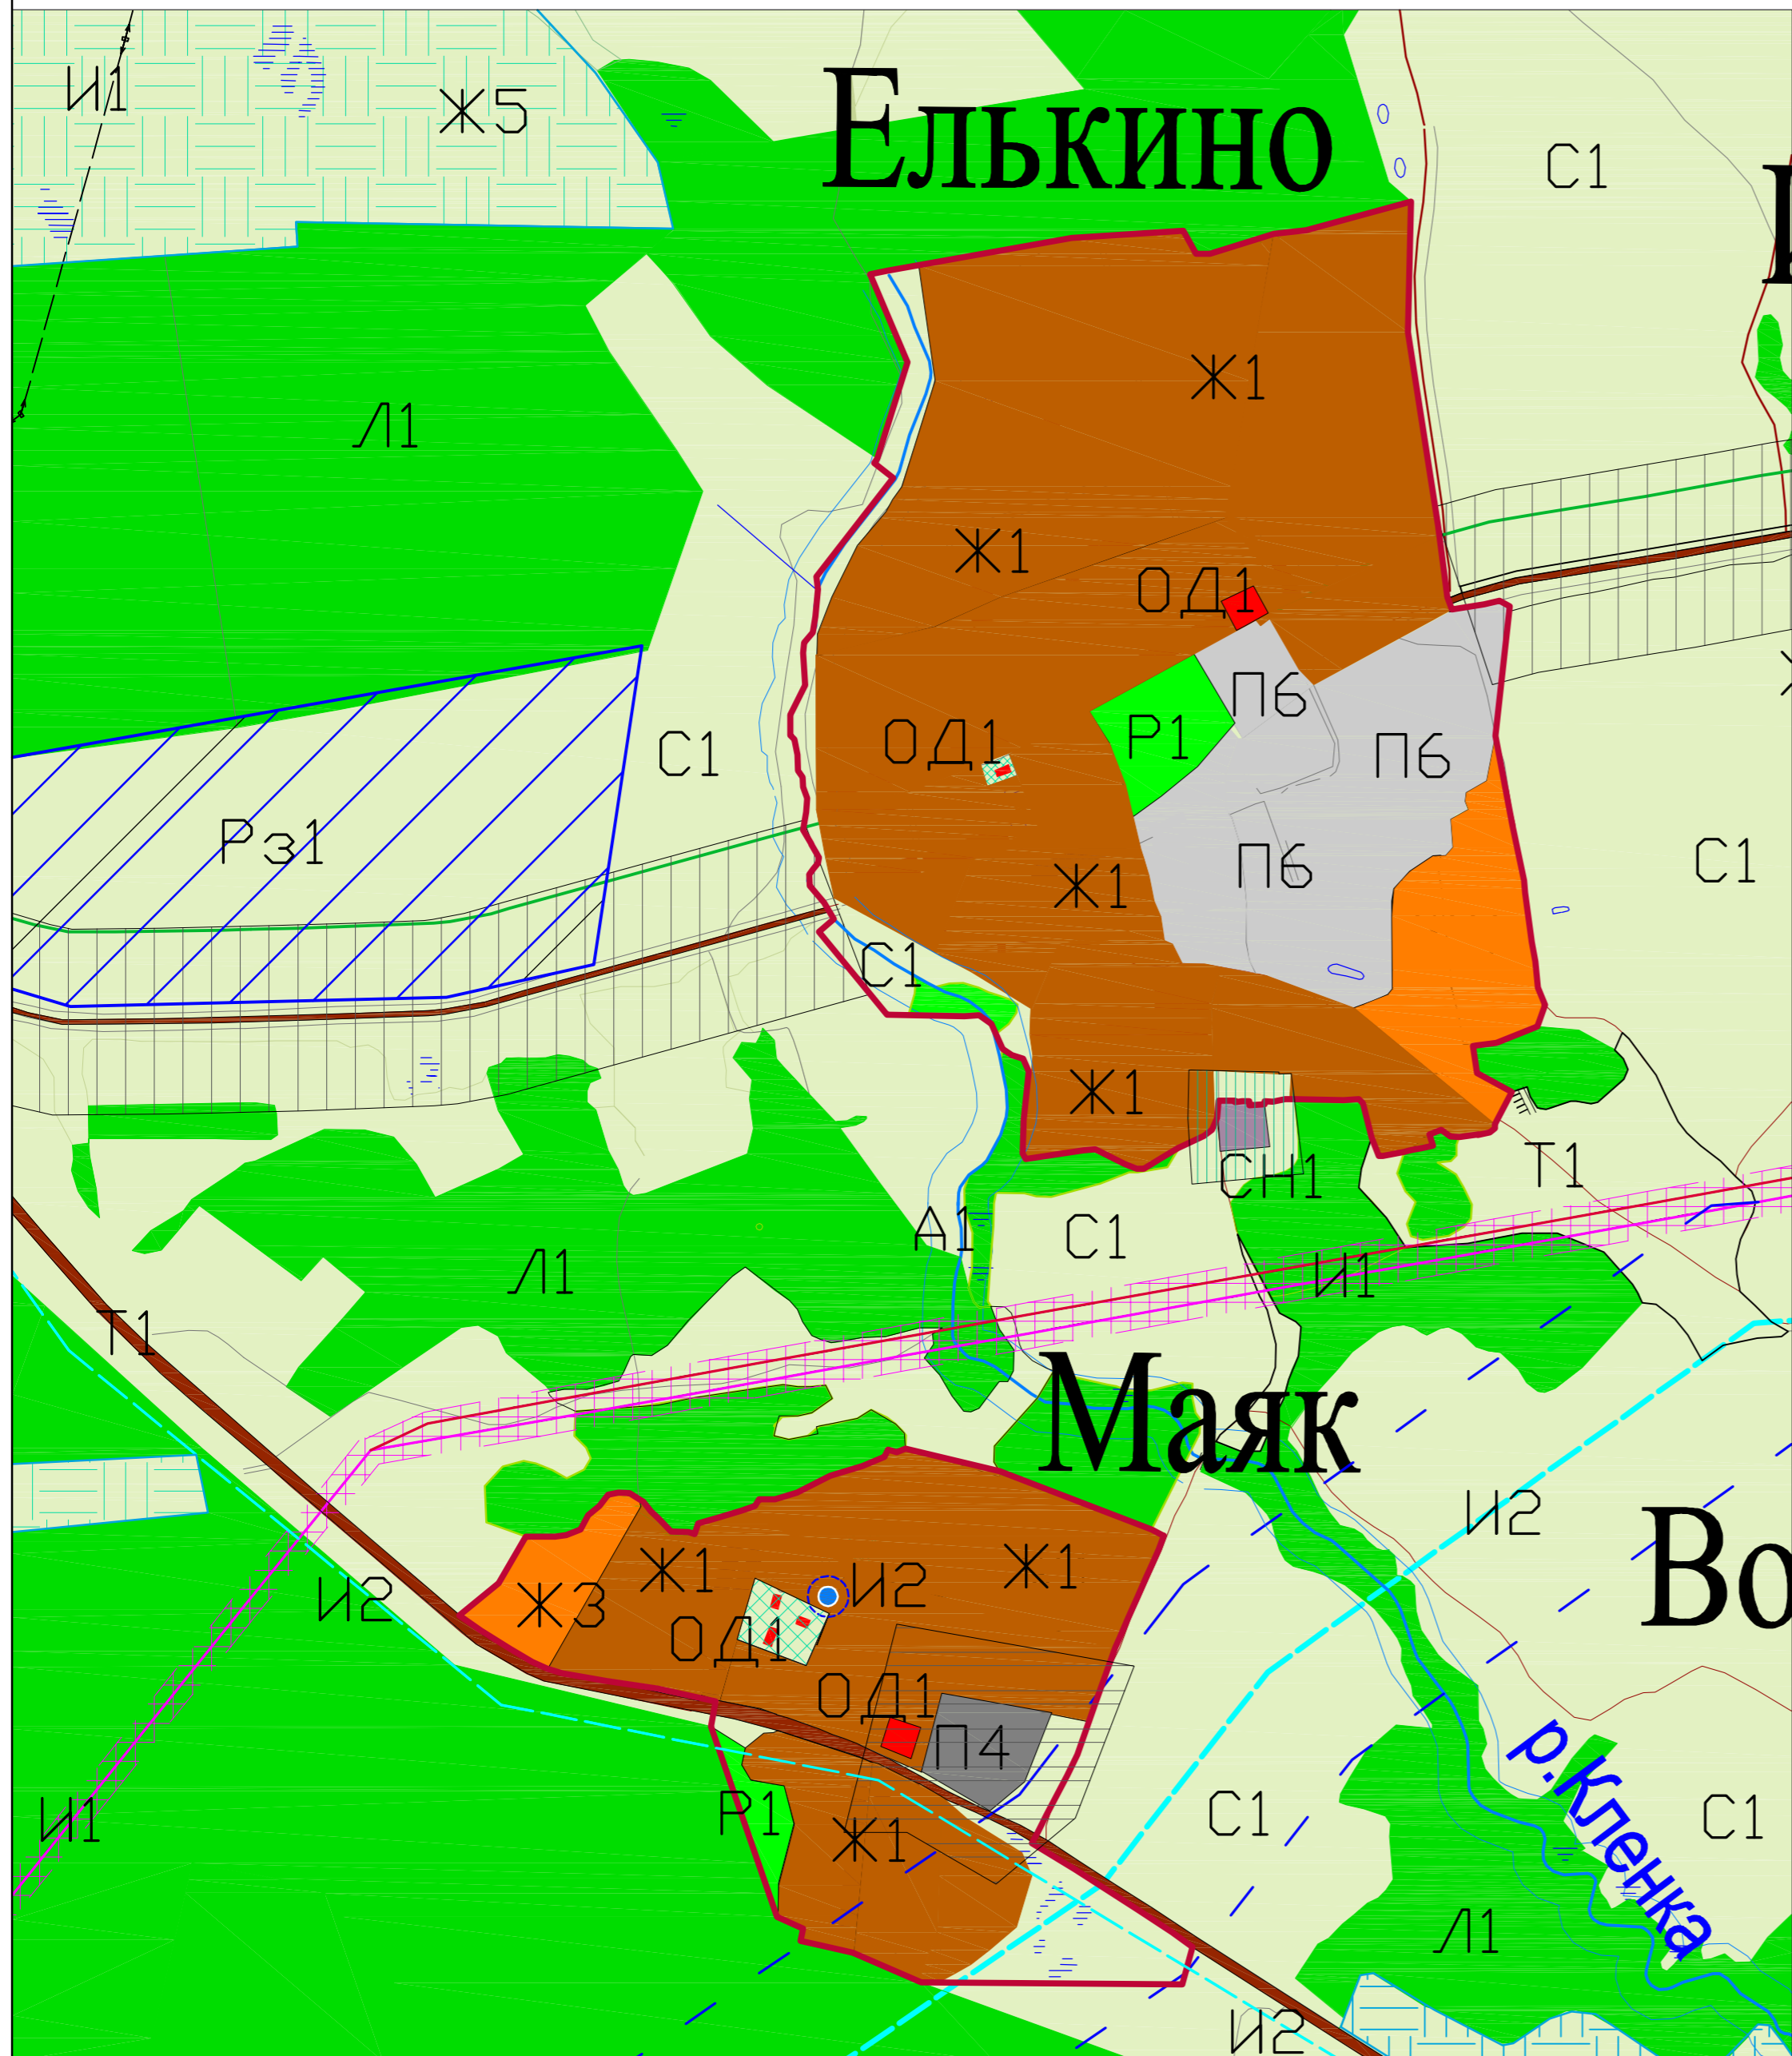 И1
Ж5
Елькино
С1
Ж1
Л1
Ж1
ОД1
П6
Р1
ОД1
С1
П6
Рз1
П6
С1
Ж1
С1
Ж1
СН1
Т1
А1
С1
Л1
И1
Т1
Маяк
И2
Во
Ж1
Ж1
И2
И2
Ж3
ОД1
ОД1
П4
р.Кленка
И1
Р1
Ж1
С1
С1
Л1
И2